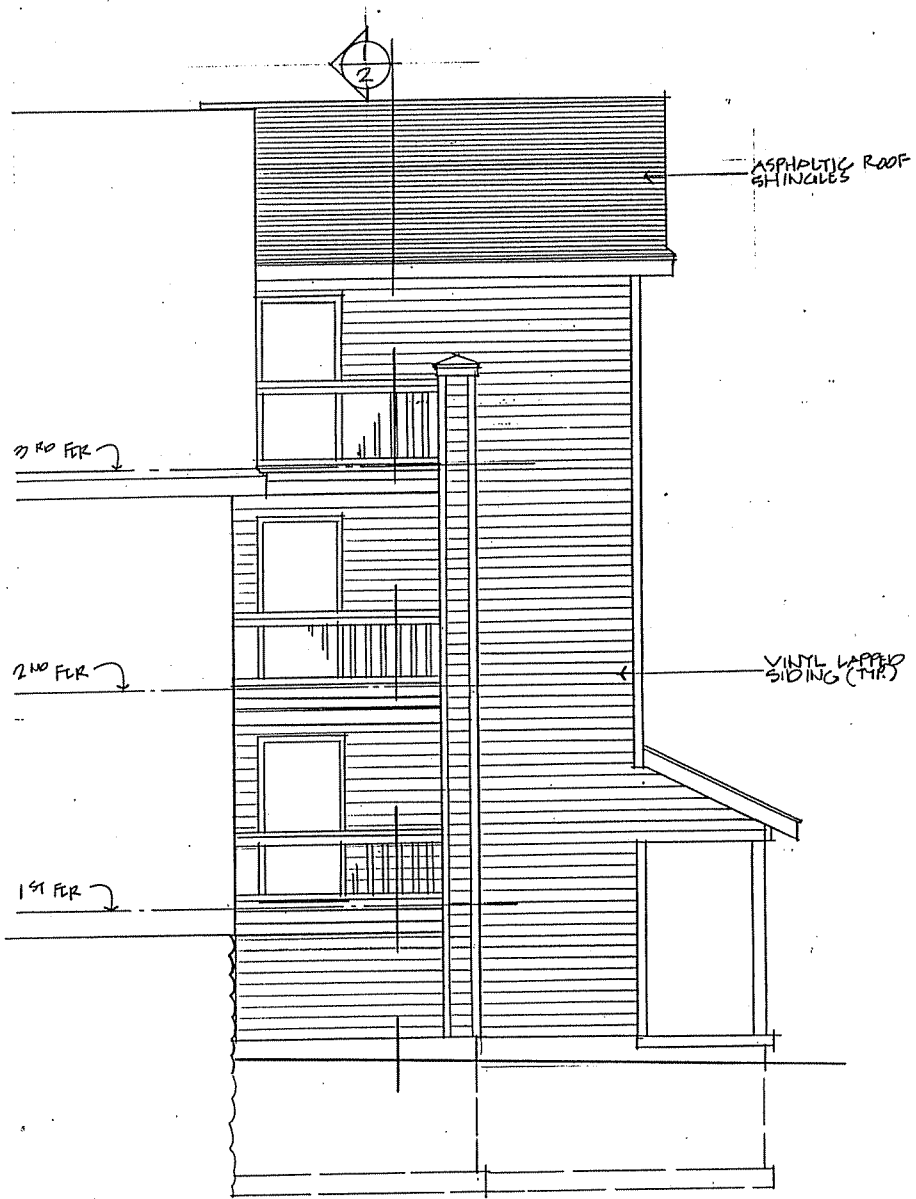 2
ASPHALTIC ROOF
SHINGLES
3RD FLR
2ND FLR
VINYL LAPPED
SIDING (TYP.)
1ST FLR